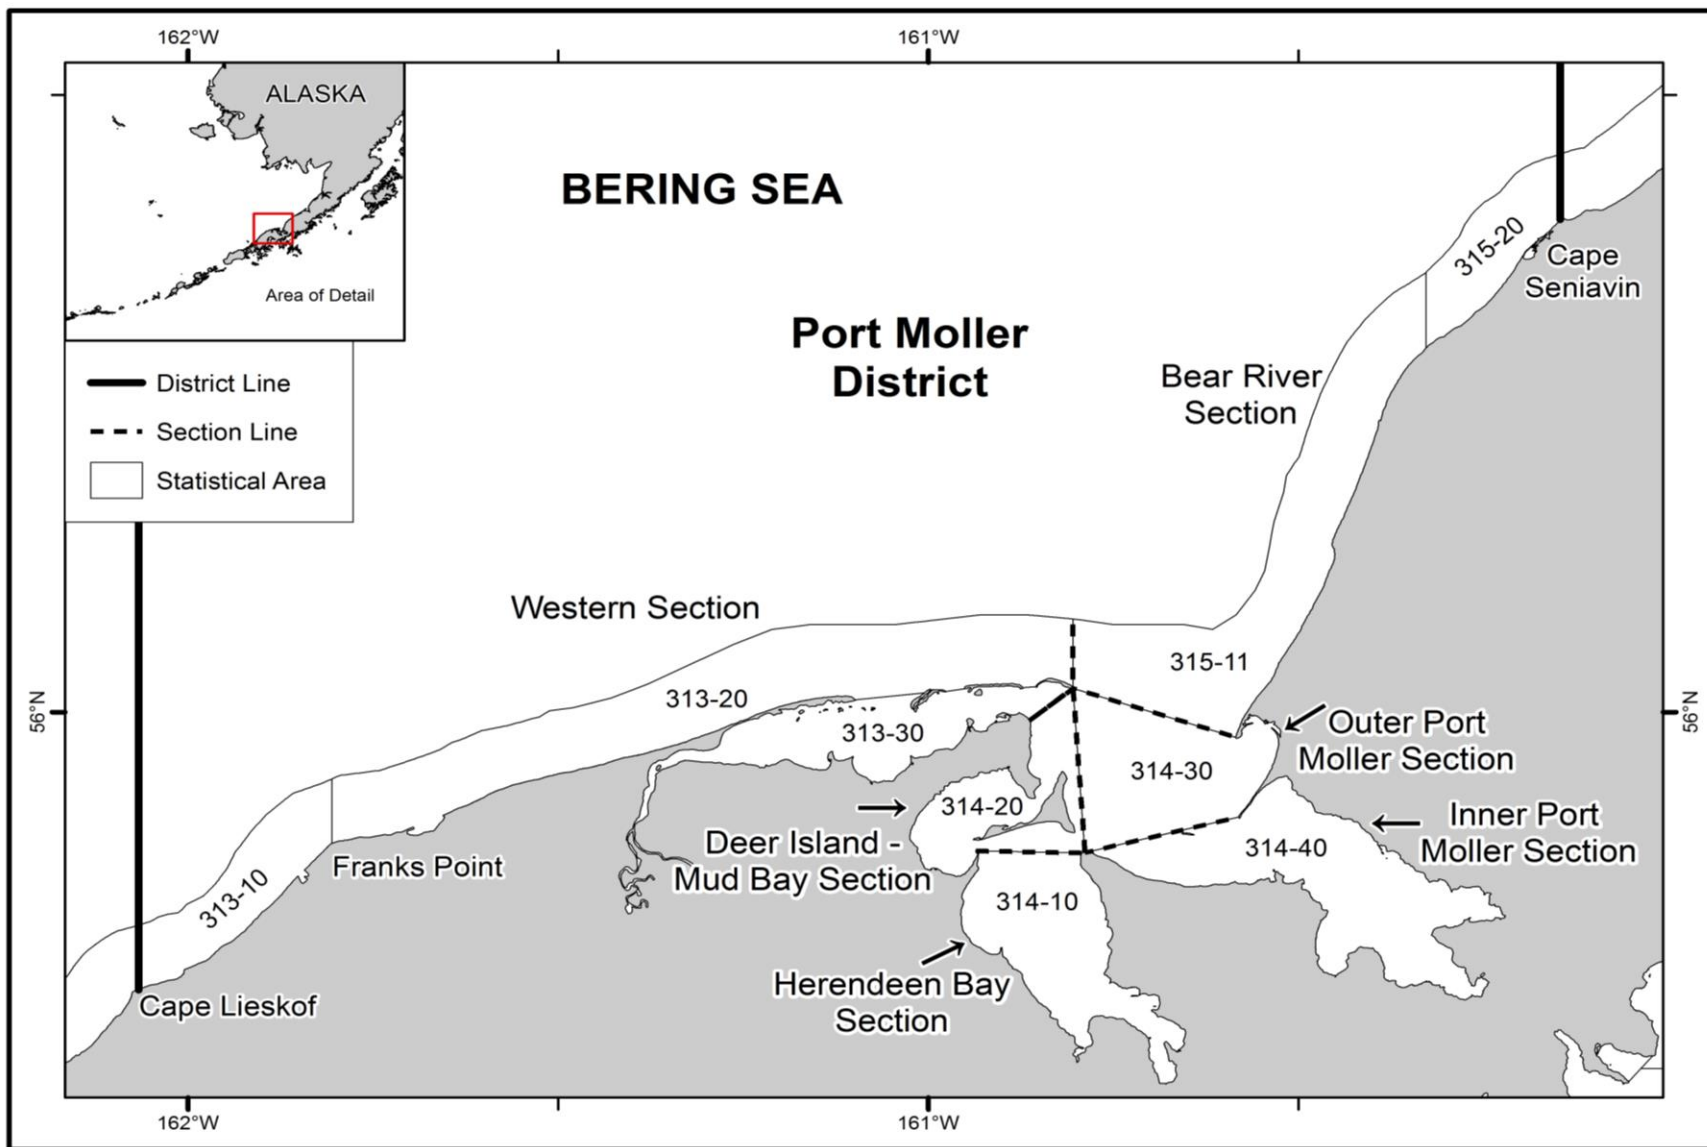 162°W
161°W
ALASKA
Area of Detail
BERING SEA
Port Moller
District
District Line
Section Line
Statistical Area
315-20
Cape
Seniavin
Bear River
Section
Western Section
315-11
313-20
56°N
56°N
313-30
Outer Port
Moller Section
314-30
314-20
Inner Port
Moller Section
Deer Island -
Mud Bay Section
314-40
Franks Point
313-10
314-10
Herendeen Bay
Section
Cape Lieskof
162°W
161°W